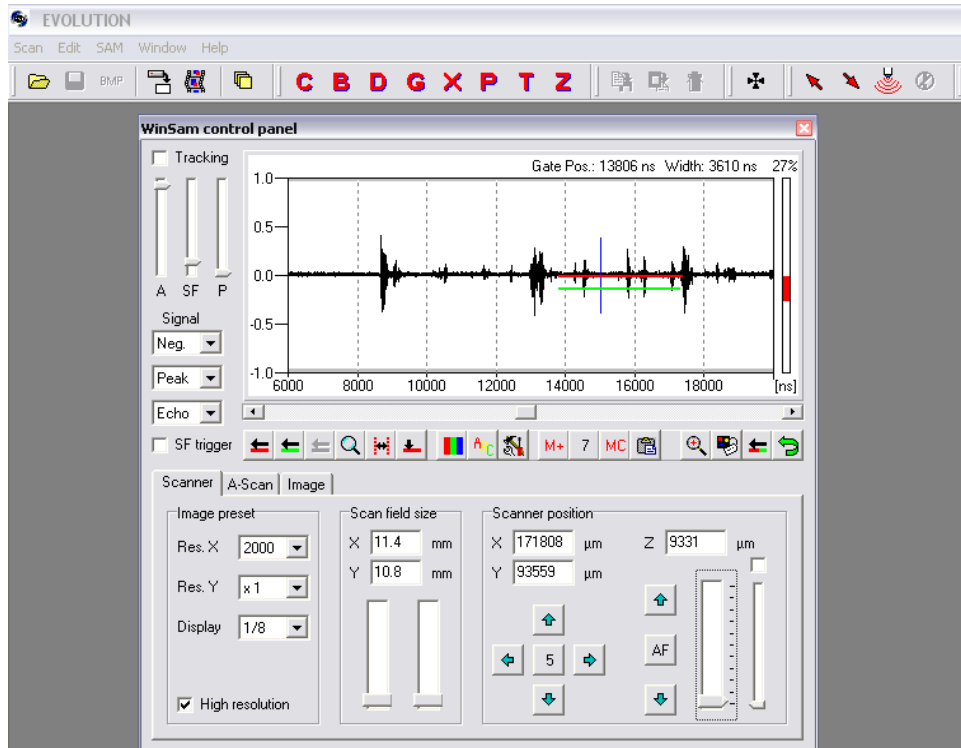 EVOLUTION
Scan Edit SAM Window Help
BMP C B D G X P T Z
WinSam control panel
Tracking
Gate Pos.: 13806 ns Width: 3610 ns 27%
1.0
0.5
0.0
-0.5
-1.0
6000 8000 10000 12000 14000 16000 18000 [ns]
A SF P
Signal
Neg.
Peak
Echo
SF trigger
A C M+ 7 MC
Scanner A-Scan Image
Image preset
Res. X 2000
Res. Y x 1
Display 1/8
High resolution
Scan field size
X 11.4 mm
Y 10.8 mm
Scanner position
X 171808 µm Z 9331 µm
Y 93559 µm
5
AF